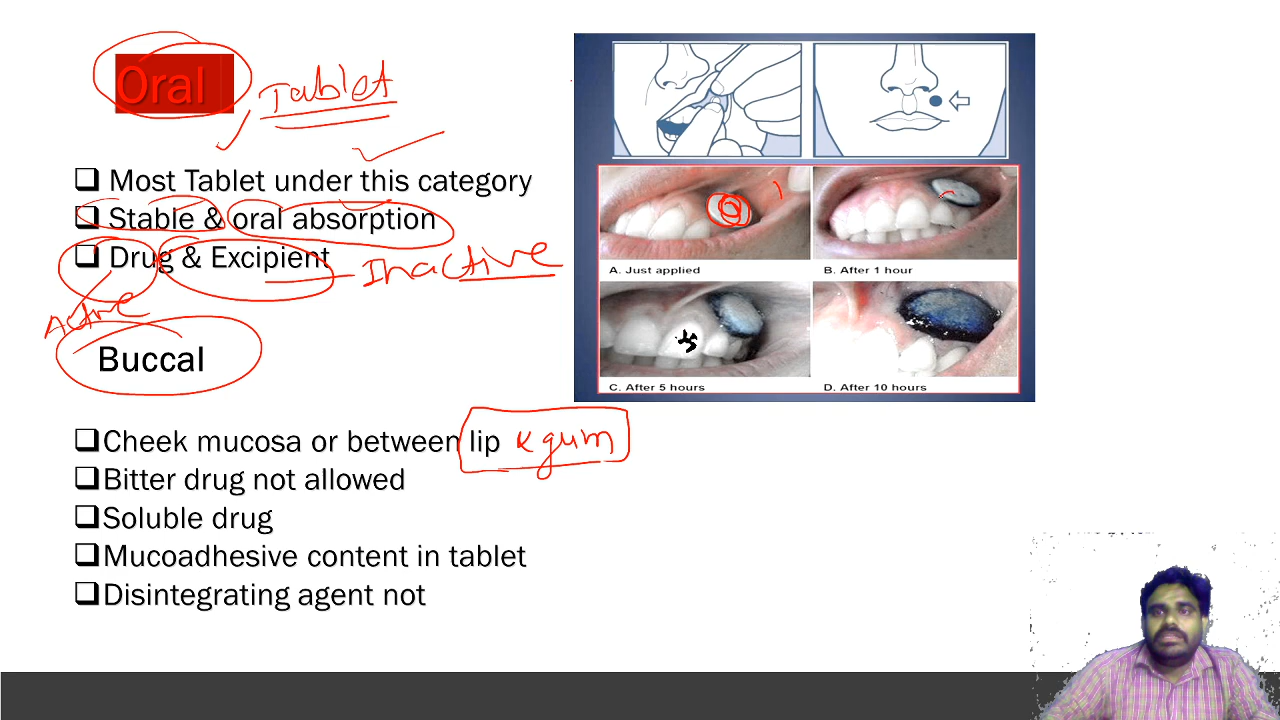 Oral
Tablet
Most Tablet under this category
Stable & oral absorption
Drug & Excipient
Inactive
Active
Buccal
Cheek mucosa or between lip & gum
Bitter drug not allowed
Soluble drug
Mucoadhesive content in tablet
Disintegrating agent not
A. Just applied
B. After 1 hour
C. After 5 hours
D. After 10 hours